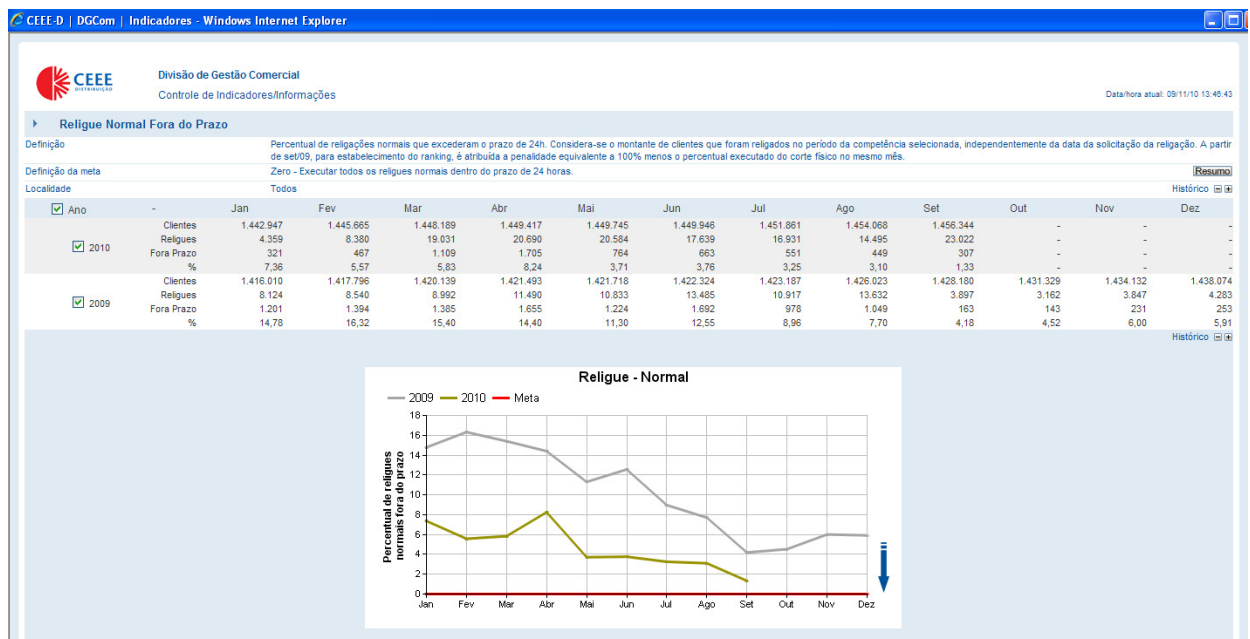 CEEE-D | DGCom | Indicadores - Windows Internet Explorer
CEEE
DISTRIBUIÇÃO
Divisão de Gestão Comercial
Controle de Indicadores/Informações
Data/hora atual: 09/11/10 13:45:43
Religue Normal Fora do Prazo
Definição Percentual de religações normais que excederam o prazo de 24h. Considera-se o montante de clientes que foram religados no período da competência selecionada, independentemente da data da solicitação da religação. A partir
de set/09, para estabelecimento do ranking, é atribuída a penalidade equivalente a 100% menos o percentual executado do corte físico no mesmo mês.
Definição da meta Zero - Executar todos os religues normais dentro do prazo de 24 horas. Resumo
Localidade Todos Histórico
Ano - Jan Fev Mar Abr Mai Jun Jul Ago Set Out Nov Dez
Clientes 1.442.947 1.445.665 1.448.189 1.449.417 1.449.745 1.449.946 1.451.861 1.454.068 1.456.344 - - -
2010 Religues 4.359 8.380 19.031 20.690 20.584 17.639 16.931 14.495 23.022 - - -
Fora Prazo 321 467 1.109 1.705 764 663 551 449 307 - - -
% 7,36 5,57 5,83 8,24 3,71 3,76 3,25 3,10 1,33 - - -
Clientes 1.416.010 1.417.796 1.420.139 1.421.493 1.421.718 1.422.324 1.423.187 1.426.023 1.428.180 1.431.329 1.434.132 1.438.074
2009 Religues 8.124 8.540 8.992 11.490 10.833 13.485 10.917 13.632 3.897 3.162 3.847 4.283
Fora Prazo 1.201 1.394 1.385 1.655 1.224 1.692 978 1.049 163 143 231 253
% 14,78 16,32 15,40 14,40 11,30 12,55 8,96 7,70 4,18 4,52 6,00 5,91
Histórico
Religue - Normal
2009 2010 Meta
Percentual de religues
normais fora do prazo
18
16
14
12
10
8
6
4
2
0
Jan Fev Mar Abr Mai Jun Jul Ago Set Out Nov Dez